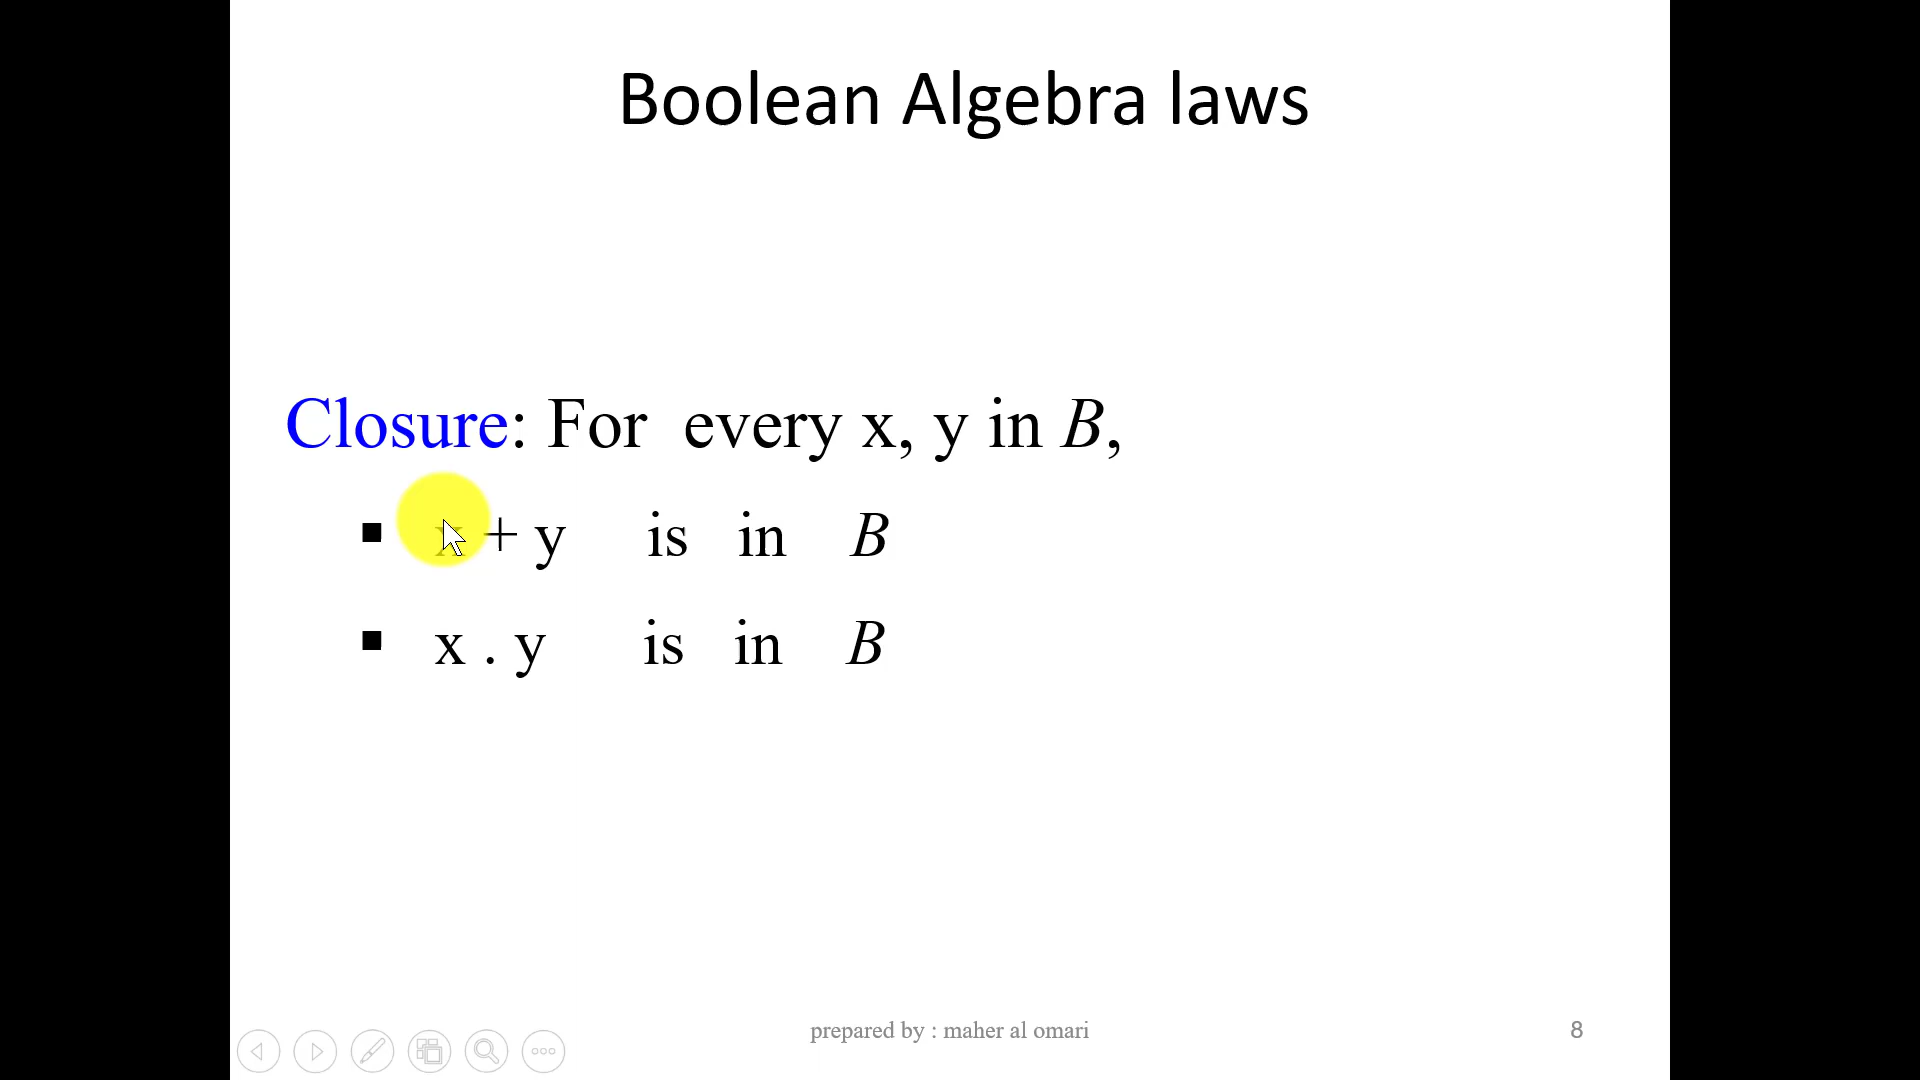 Boolean Algebra laws
Closure: For every x, y in B,
▪ x + y is in B
▪ x . y is in B
prepared by : maher al omari
8